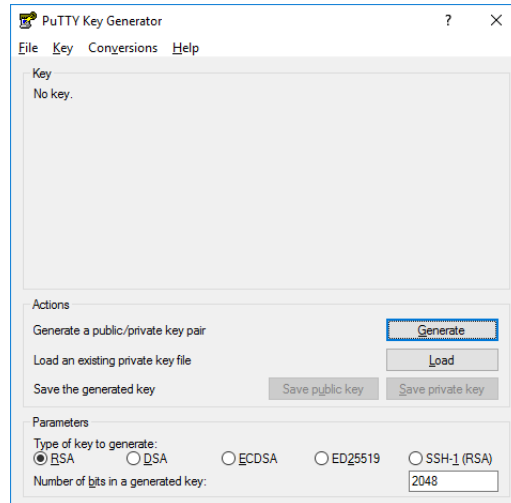 PuTTY Key Generator ?
File Key Conversions Help
Key
No key.
Actions
Generate a public/private key pair Generate
Load an existing private key file Load
Save the generated key Save public key Save private key
Parameters
Type of key to generate:
RSA DSA ECDSA ED25519 SSH-1 (RSA)
Number of bits in a generated key: 2048